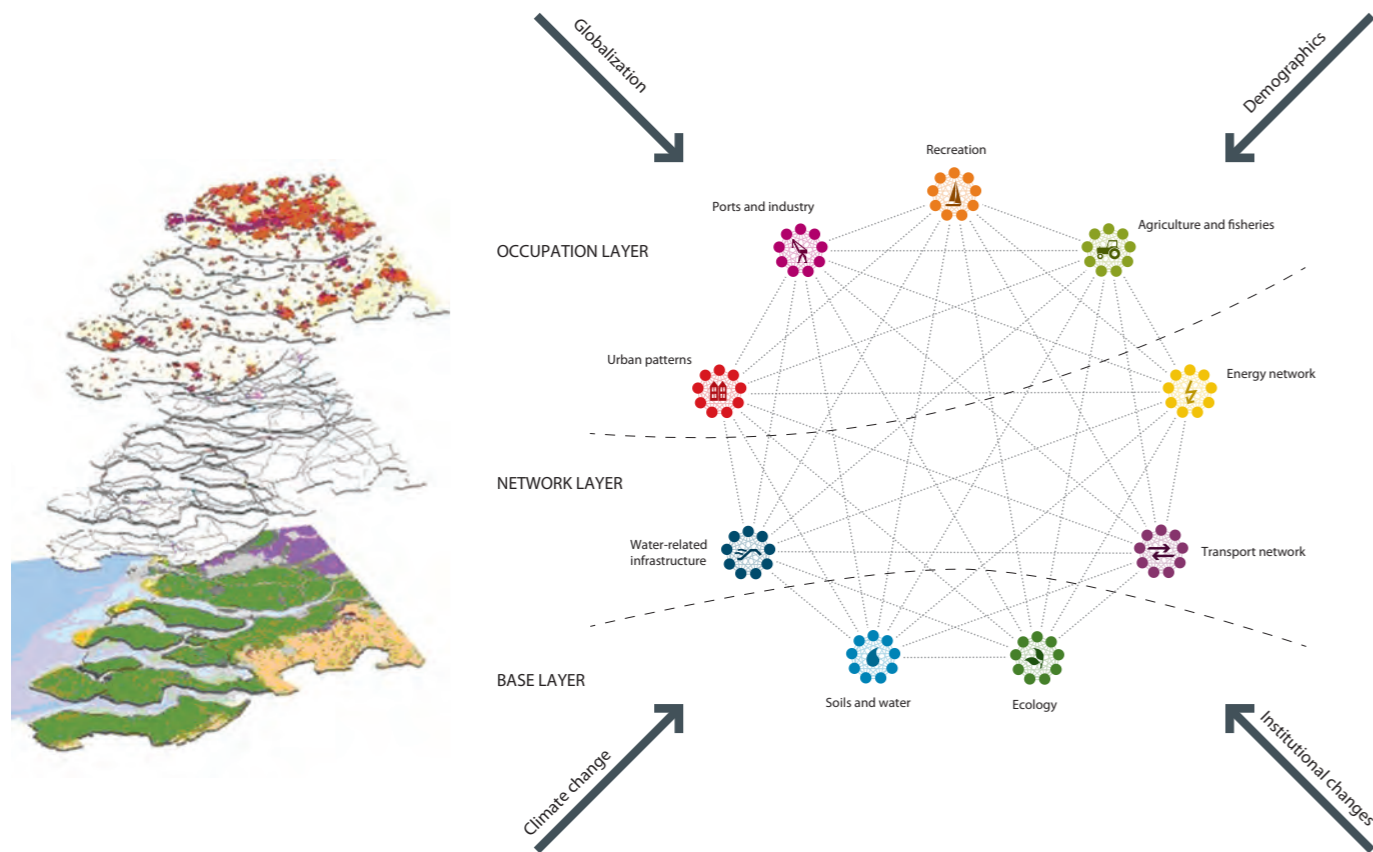 Globalization
Demographics
Recreation
Ports and industry
Agriculture and fisheries
OCCUPATION LAYER
Urban patterns
Energy network
NETWORK LAYER
Water-related
infrastructure
Transport network
BASE LAYER
Soils and water
Ecology
Climate change
Institutional changes